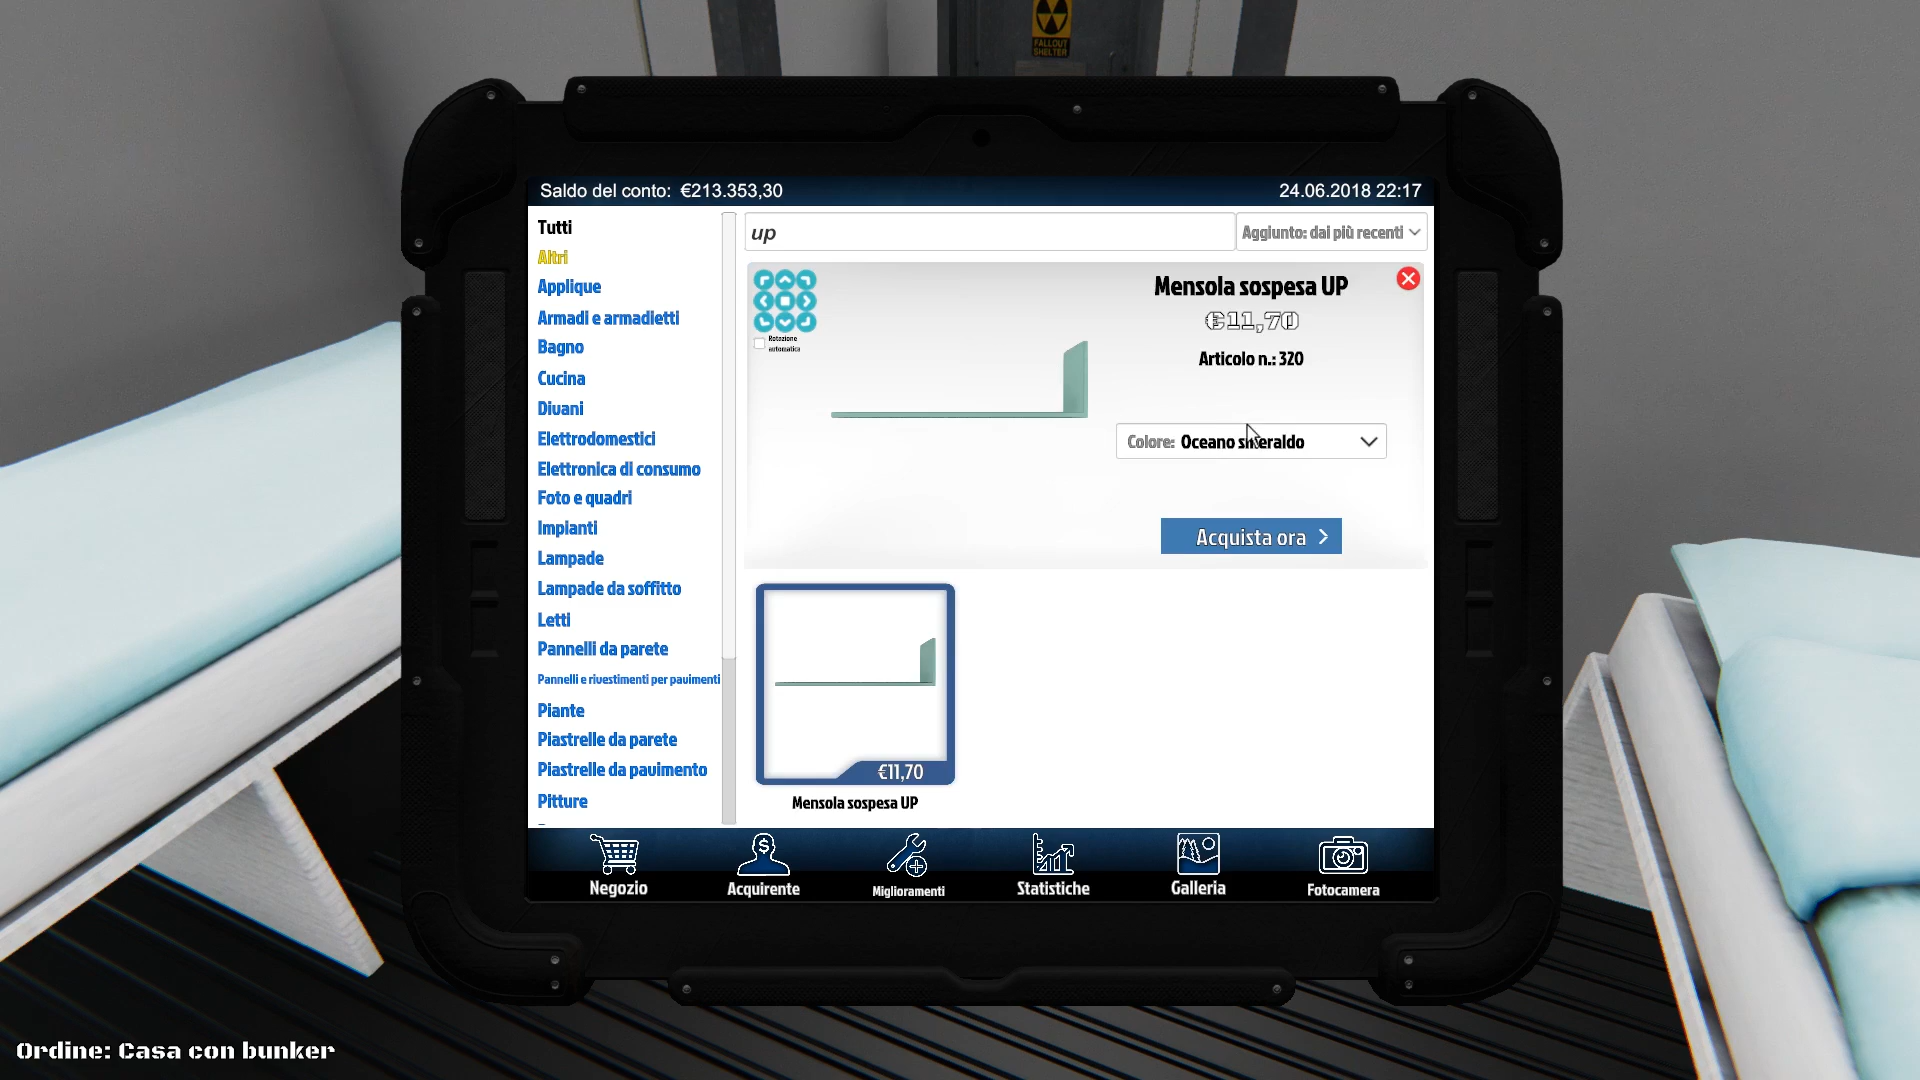 FALLOUT
SHELTER
Saldo del conto: €213.353,30
24.06.2018 22:17
Tutti
Altri
Applique
Armadi e armadietti
Bagno
Cucina
Divani
Elettrodomestici
Elettronica di consumo
Foto e quadri
Impianti
Lampade
Lampade da soffitto
Letti
Pannelli da parete
Pannelli e rivestimenti per pavimenti
Piante
Piastrelle da parete
Piastrelle da pavimento
Pitture
up
Aggiunto: dai più recenti
Rotazione
automatica
Mensola sospesa UP
€11,70
Articolo n.: 320
Colore: Oceano smeraldo
Acquista ora
€11,70
Mensola sospesa UP
Negozio
Acquirente
Miglioramenti
Statistiche
Galleria
Fotocamera
Ordine: Casa con bunker